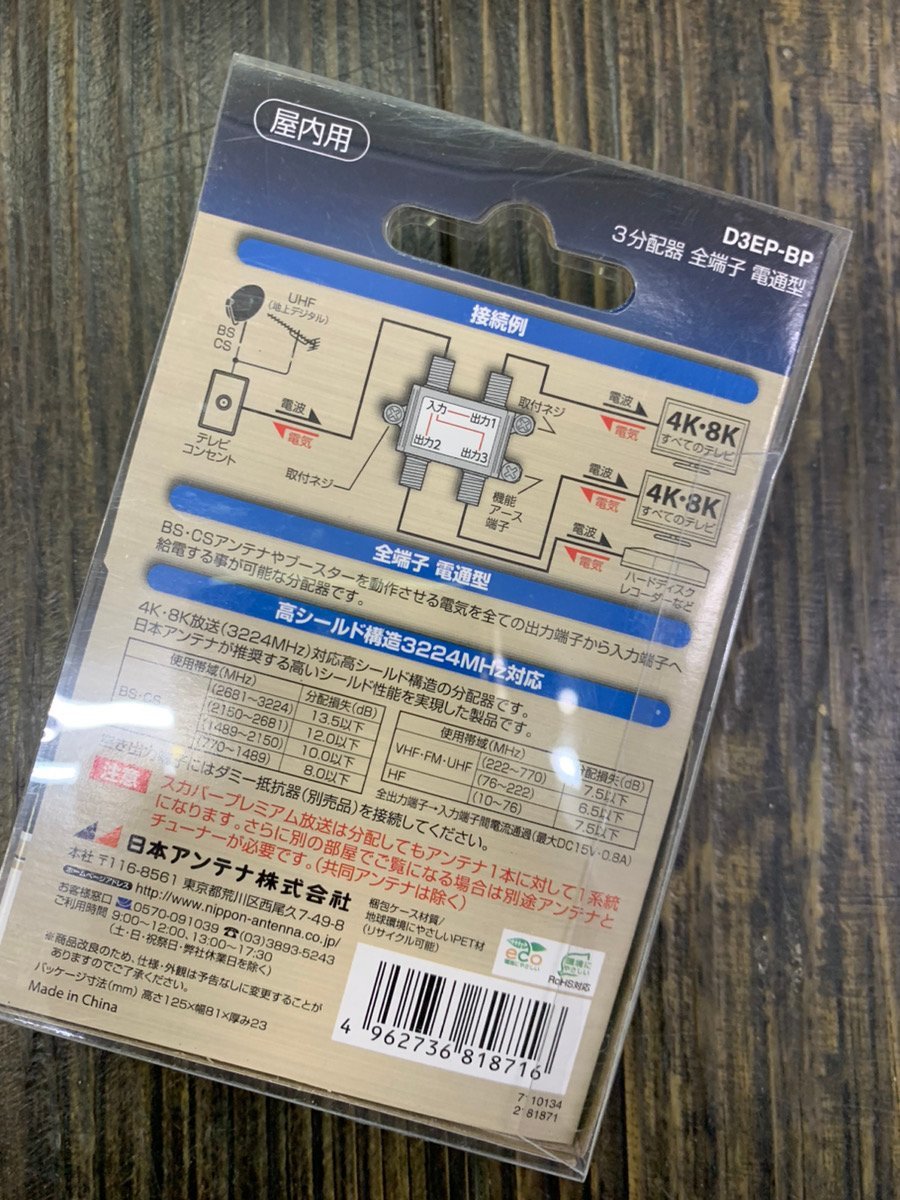 屋内用
D3EP-BP
3分配器 全端子 電通型
接続例
UHF
(地上デジタル)
BS
CS
テレビ
コンセント
電波
電気
取付ネジ
入力
出力1
出力2
出力3
取付ネジ
機能
アース
端子
電波
電気
4K・8K
すべてのテレビ
電波
電気
4K・8K
すべてのテレビ
電波
電気
ハードディスク
レコーダーなど
全端子 電通型
BS・CSアンテナやブースターを動作させる電気を全ての出力端子から入力端子へ
給電する事が可能な分配器です。
高シールド構造3224MHz対応
4K・8K放送(3224MHz)対応高シールド構造の分配器です。
日本アンテナが推奨する高いシールド性能を実現した製品です。
使用帯域(MHz) 分配損失(dB)
BS・CS (2681~3224) 13.5以下
(2150~2681) 12.0以下
(1489~2150) 10.0以下
(770~1489) 8.0以下
使用帯域(MHz) 分配損失(dB)
VHF・FM・UHF (222~770) 7.5以下
(76~222) 6.5以下
HF (10~76) 7.5以下
全出力端子→入力端子間電流通過(最大DC15V・0.8A)
端子にはダミー抵抗器(別売品)を接続してください。
注意
スカパープレミアム放送は分配してもアンテナ1本に対して1系統
になります。さらに別の部屋でご覧になる場合は別途アンテナと
チューナーが必要です。(共同アンテナは除く)
日本アンテナ株式会社
本社 〒116-8561 東京都荒川区西尾久7-49-8
ホームページアドレス http://www.nippon-antenna.co.jp/
お客様窓口 0570-091039 ☎(03)3893-5243
ご利用時間 9:00~12:00、13:00~17:30
(土・日・祝祭日・弊社休業日を除く)
※商品改良のため、仕様・外観は予告なしに変更することが
ありますのでご了承ください。
パッケージ寸法(mm) 高さ125×幅81×厚み23
Made in China
梱包ケース材質/
地球環境にやさしいPET材
(リサイクル可能)
eco
環境にやさしい
環境に
やさしい
RoHS対応
4 962736 818716
7 10134
2 81871